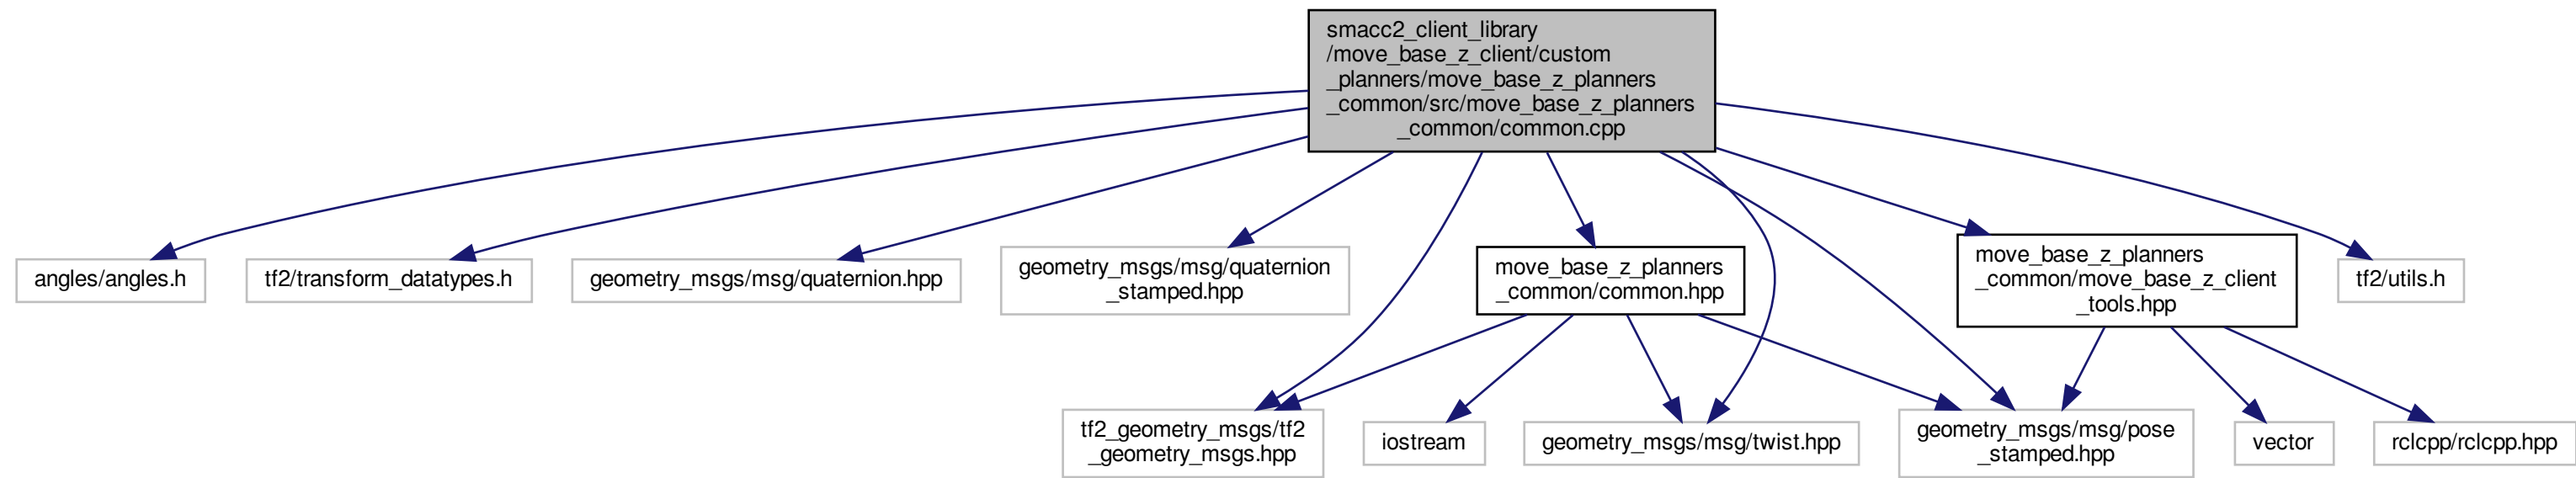 smacc2_client_library
/move_base_z_client/custom
_planners/move_base_z_planners
_common/src/move_base_z_planners
_common/common.cpp
angles/angles.h
tf2/transform_datatypes.h
geometry_msgs/msg/quaternion.hpp
geometry_msgs/msg/quaternion
_stamped.hpp
move_base_z_planners
_common/common.hpp
move_base_z_planners
_common/move_base_z_client
_tools.hpp
tf2/utils.h
tf2_geometry_msgs/tf2
_geometry_msgs.hpp
iostream
geometry_msgs/msg/twist.hpp
geometry_msgs/msg/pose
_stamped.hpp
vector
rclcpp/rclcpp.hpp